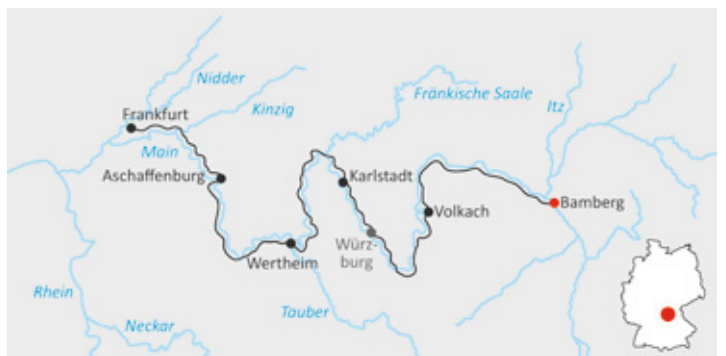 Nidder
Fränkische Saale
Itz
Frankfurt
Kinzig
Main
Aschaffenburg
Karlstadt
Bamberg
Volkach
Würz-
burg
Wertheim
Rhein
Tauber
Neckar